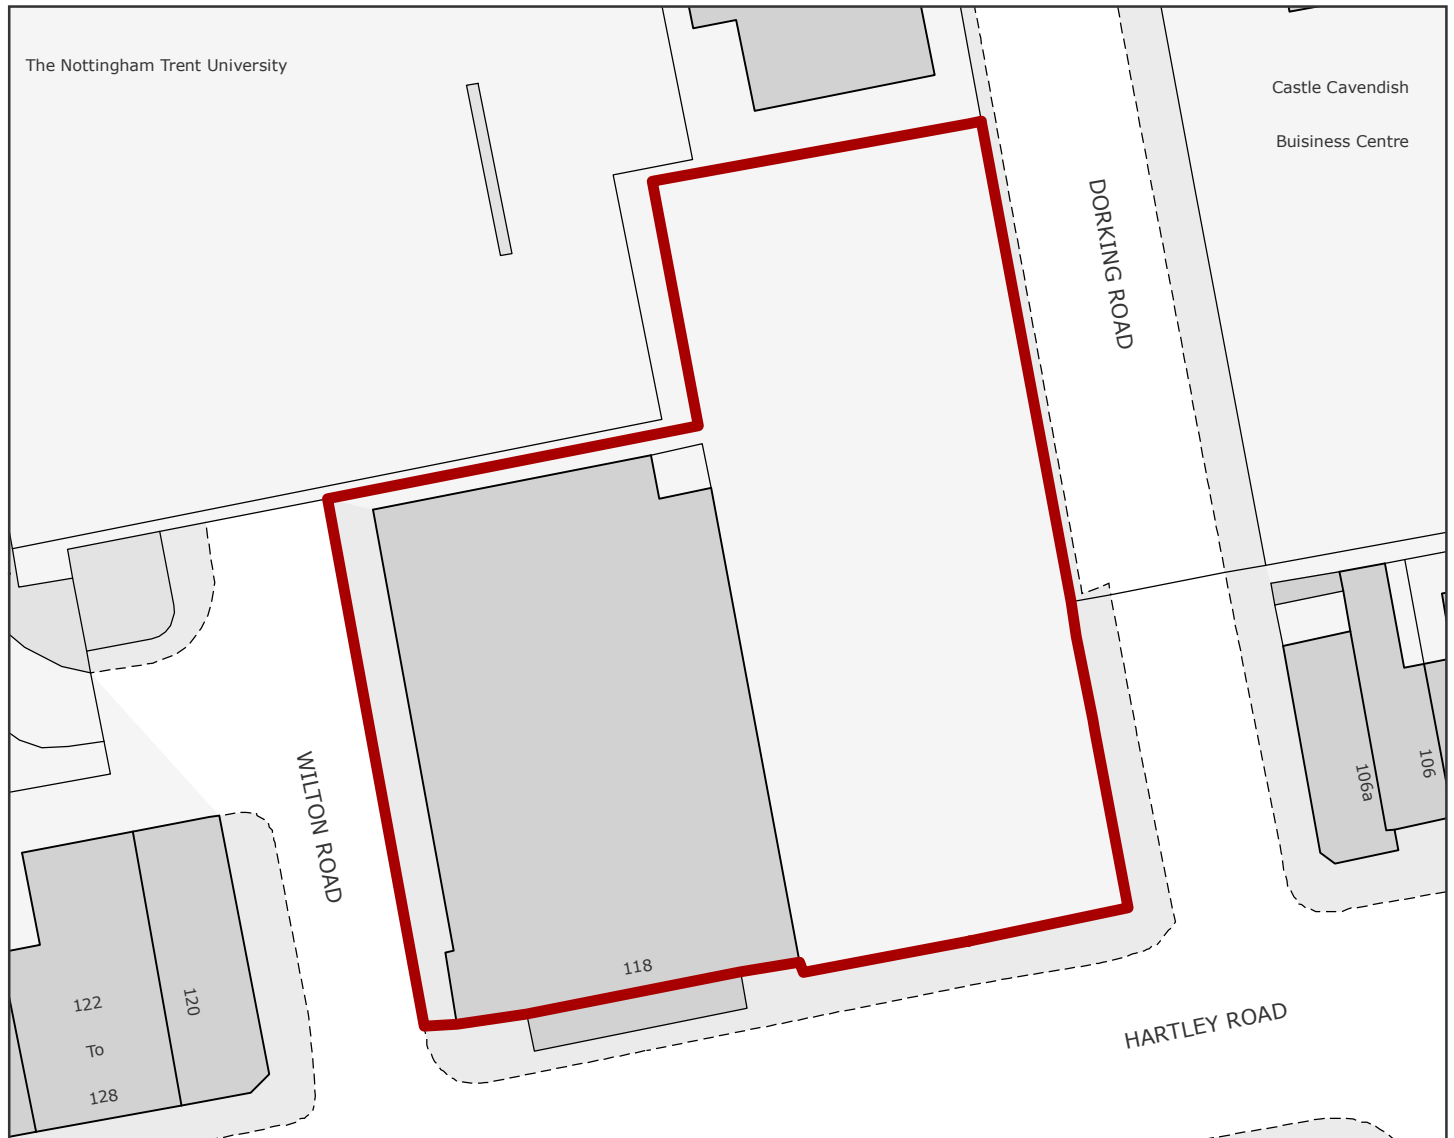 The Nottingham Trent University
Castle Cavendish
Buisiness Centre
DORKING ROAD
WILTON ROAD
106a
106
118
122
To
128
120
HARTLEY ROAD